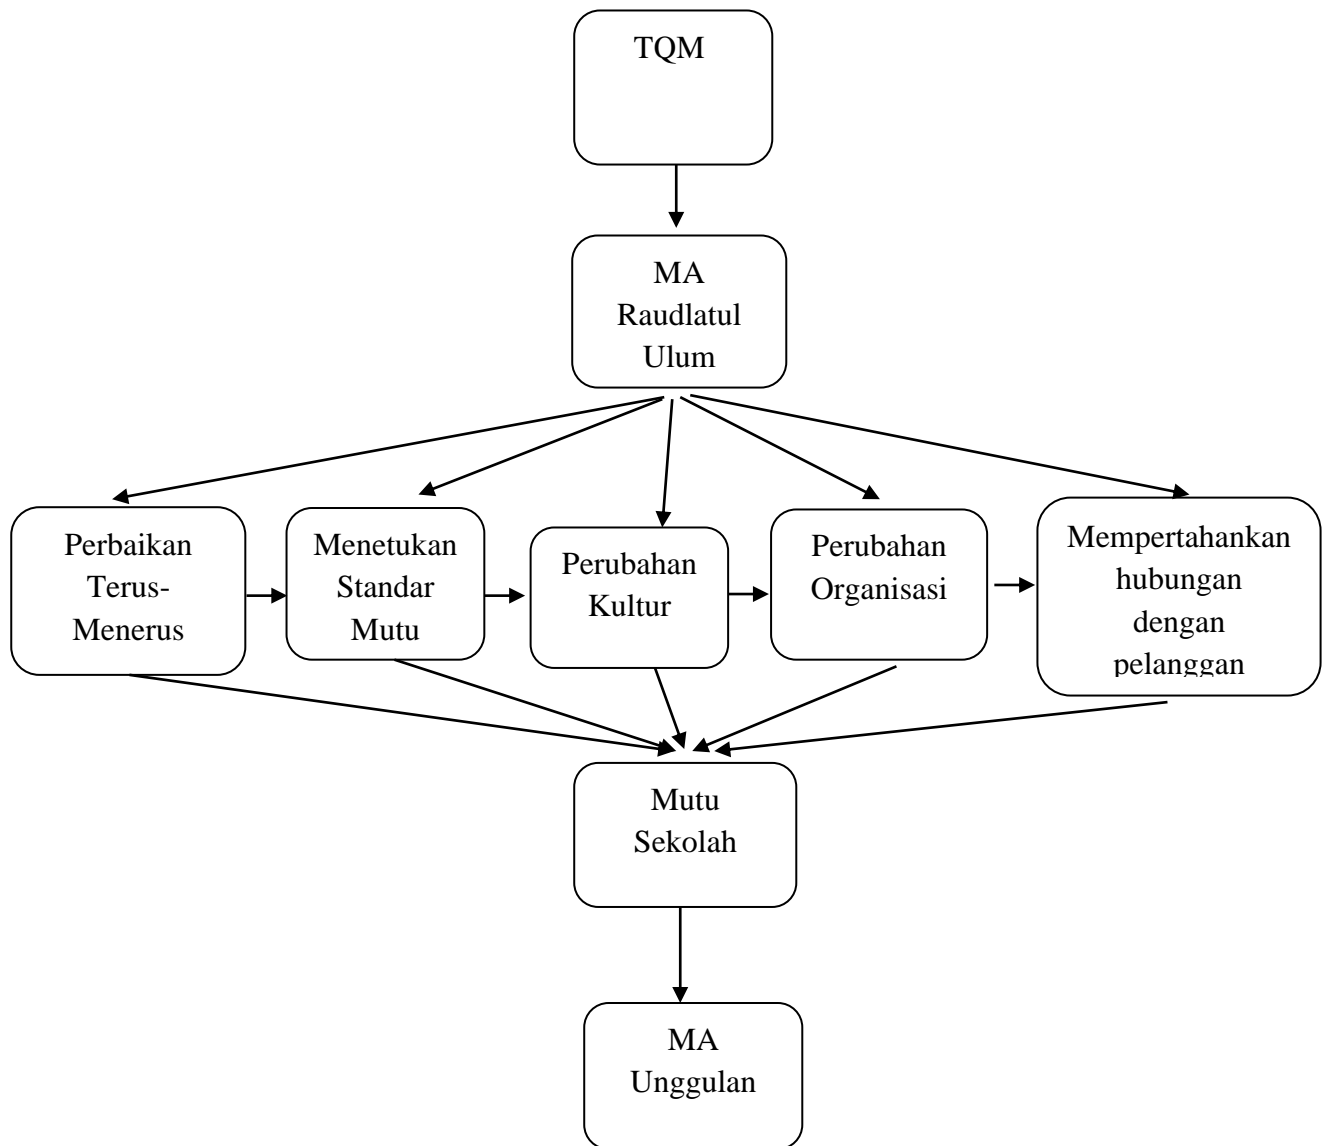 TQM
MA
Raudlatul
Ulum
Perbaikan
Terus-
Menerus
Menetukan
Standar
Mutu
Perubahan
Kultur
Perubahan
Organisasi
Mempertahankan
hubungan
dengan
pelanggan
Mutu
Sekolah
MA
Unggulan